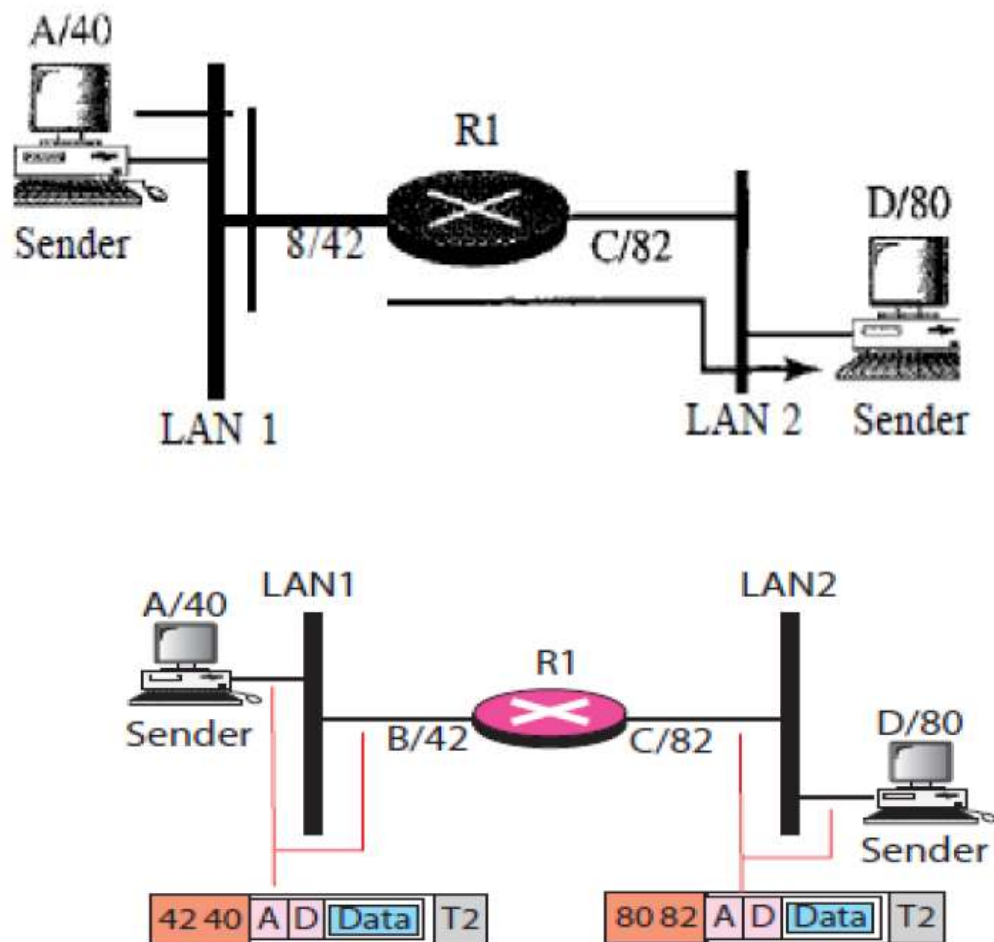 A/40
R1
D/80
Sender
8/42
C/82
LAN 1
LAN 2
Sender
LAN1
LAN2
A/40
R1
D/80
Sender
B/42
C/82
Sender
42 40 A D Data T2
80 82 A D Data T2